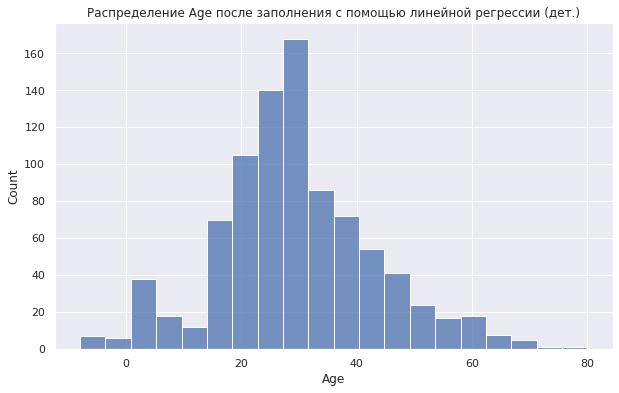 Распределение Age после заполнения с помощью линейной регрессии (дет.)
160
140
120
100
80
60
40
20
0
Count
0 20 40 60 80
Age